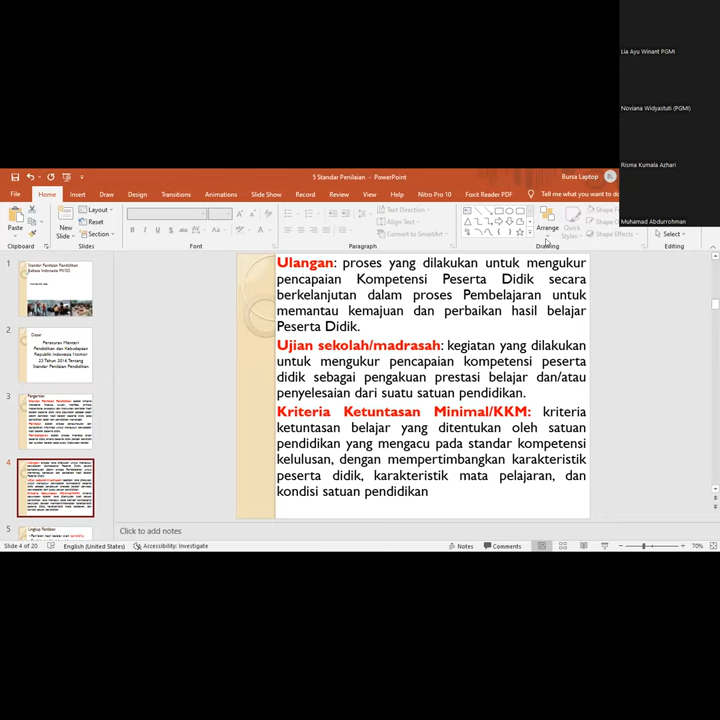 Lia Ayu Winant PGMI
Noviana Widyastuti (PGMI)
Risma Kumala Azhari
Muhamad Abdurrohman
5 Standar Penilaian - PowerPoint
Bursa Laptop
BL
File Home Insert Draw Design Transitions Animations Slide Show Record Review View Help Nitro Pro 10 Foxit Reader PDF Tell me what you want to do
Paste
New Slide
Layout
Reset
Section
Text Direction
Align Text
Convert to SmartArt
Arrange
Quick Styles
Shape Effects
Select
Clipboard Slides Font Paragraph Drawing Editing
1
Standar Penilaian Pendidikan
Bahasa Indonesia MI/SD
2
Dasar
Peraturan Menteri
Pendidikan dan Kebudayaan
Republik Indonesia Nomor
23 Tahun 2016 Tentang
Standar Penilaian Pendidikan
3
Pengertian
4
5
Lingkup Penilaian
Ulangan: proses yang dilakukan untuk mengukur
pencapaian Kompetensi Peserta Didik secara
berkelanjutan dalam proses Pembelajaran untuk
memantau kemajuan dan perbaikan hasil belajar
Peserta Didik.
Ujian sekolah/madrasah: kegiatan yang dilakukan
untuk mengukur pencapaian kompetensi peserta
didik sebagai pengakuan prestasi belajar dan/atau
penyelesaian dari suatu satuan pendidikan.
Kriteria Ketuntasan Minimal/KKM: kriteria
ketuntasan belajar yang ditentukan oleh satuan
pendidikan yang mengacu pada standar kompetensi
kelulusan, dengan mempertimbangkan karakteristik
peserta didik, karakteristik mata pelajaran, dan
kondisi satuan pendidikan
Click to add notes
Slide 4 of 20 English (United States) Accessibility: Investigate Notes Comments 70%